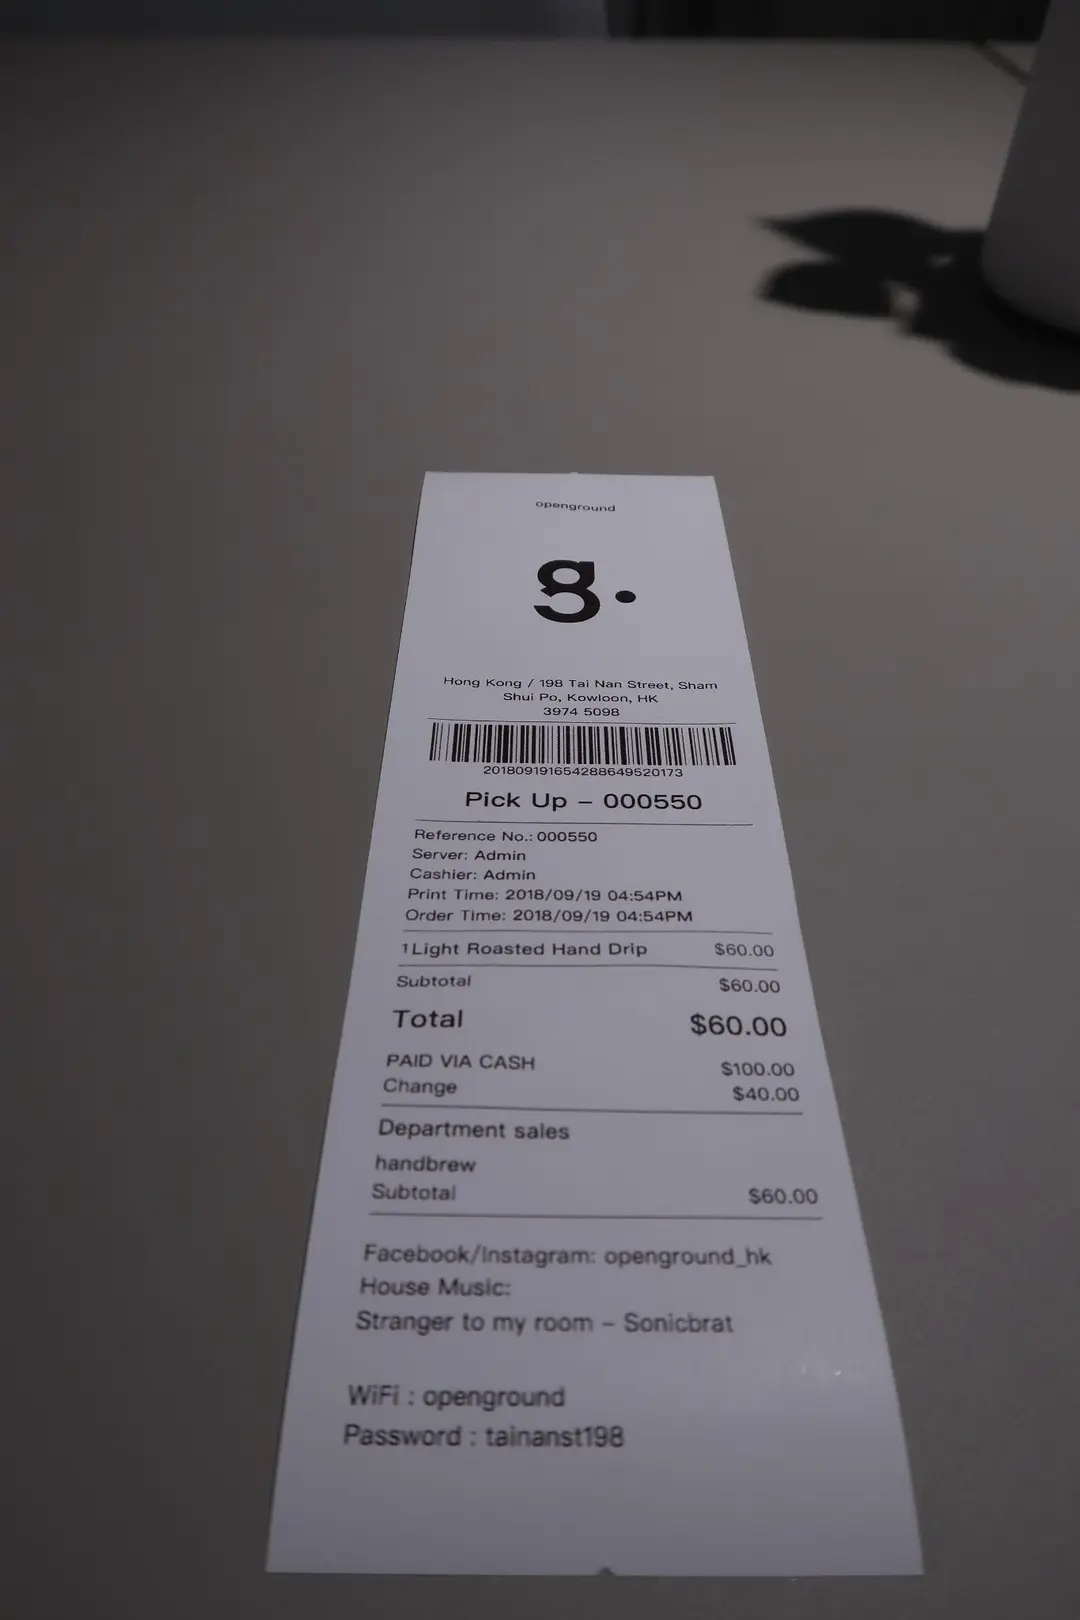 openground
g.
Hong Kong / 198 Tai Nan Street, Sham
Shui Po, Kowloon, HK
3974 5098
201809191654288649520173
Pick Up – 000550
Reference No.: 000550
Server: Admin
Cashier: Admin
Print Time: 2018/09/19 04:54PM
Order Time: 2018/09/19 04:54PM
1 Light Roasted Hand Drip $60.00
Subtotal $60.00
Total $60.00
PAID VIA CASH $100.00
Change $40.00
Department sales
handbrew
Subtotal $60.00
Facebook/Instagram: openground_hk
House Music:
Stranger to my room – Sonicbrat
WiFi : openground
Password : tainanst198